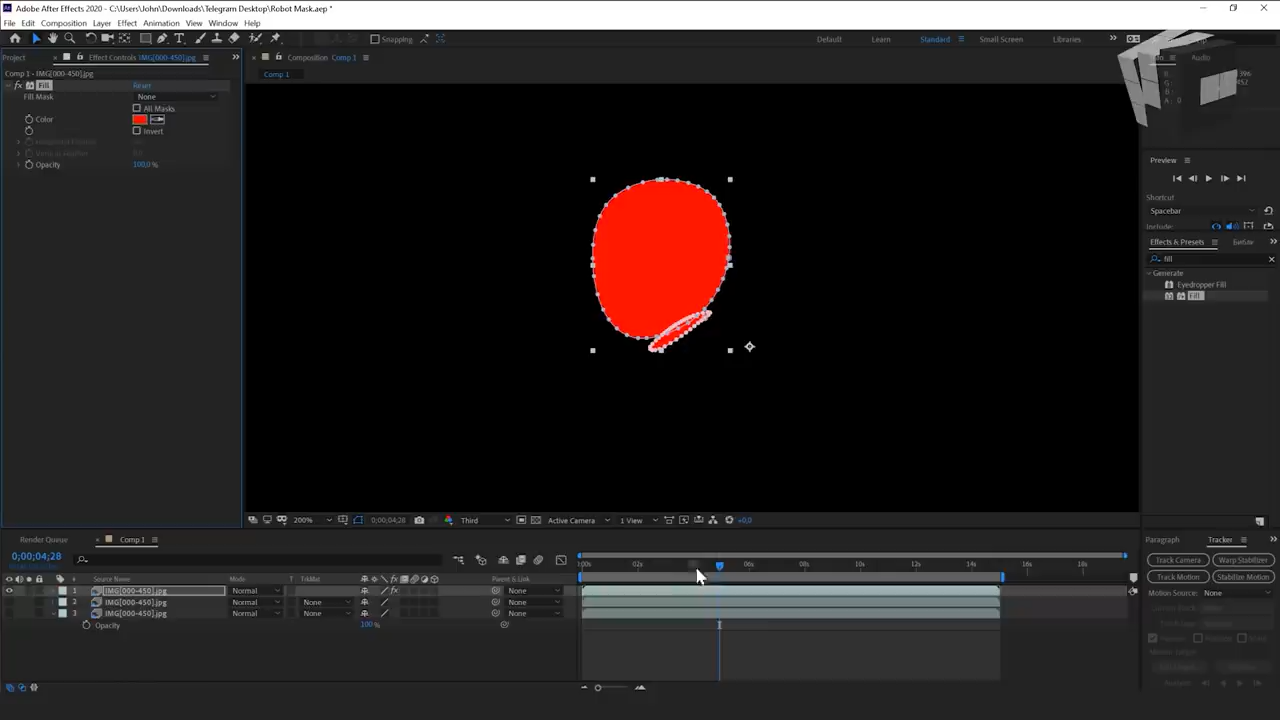 Adobe After Effects 2020 - C:\Users\John\Downloads\Telegram Desktop\Robot Mask.aep *
File Edit Composition Layer Effect Animation View Window Help
Snapping
Default Learn Standard Small Screen Libraries
Project Effect Controls IMG[000-450].jpg
Composition Comp 1
Audio
Comp 1 - IMG[000-450].jpg
Comp 1
fx Fill Reset
Fill Mask None
All Masks
Color
Invert
Opacity 100,0 %
Preview
Shortcut
Spacebar
Include:
Effects & Presets Библе
fill
Generate
Eyedropper Fill
Fill
200% 0;00;04;28 Third Active Camera 1 View +0,0
Render Queue Comp 1
Paragraph Tracker
0;00;04;28
Track Camera Warp Stabilizer
Track Motion Stabilize Motion
Motion Source: None
:00s 02s 06s 08s 10s 12s 14s 16s 18s
# Source Name Mode T TrkMat Parent & Link
1 IMG[000-450].jpg Normal None
2 IMG[000-450].jpg Normal None None
3 IMG[000-450].jpg Normal None None
Opacity 100 %